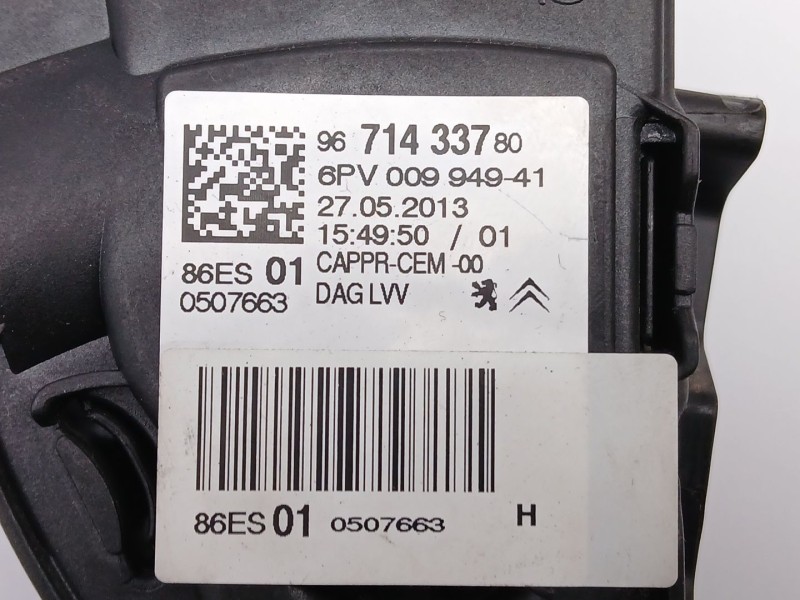 96 714 337 80
6PV 009 949-41
27.05.2013
15:49:50 / 01
86ES 01 CAPPR-CEM -00
0507663 DAG LVV
86ES 01 0507663 H